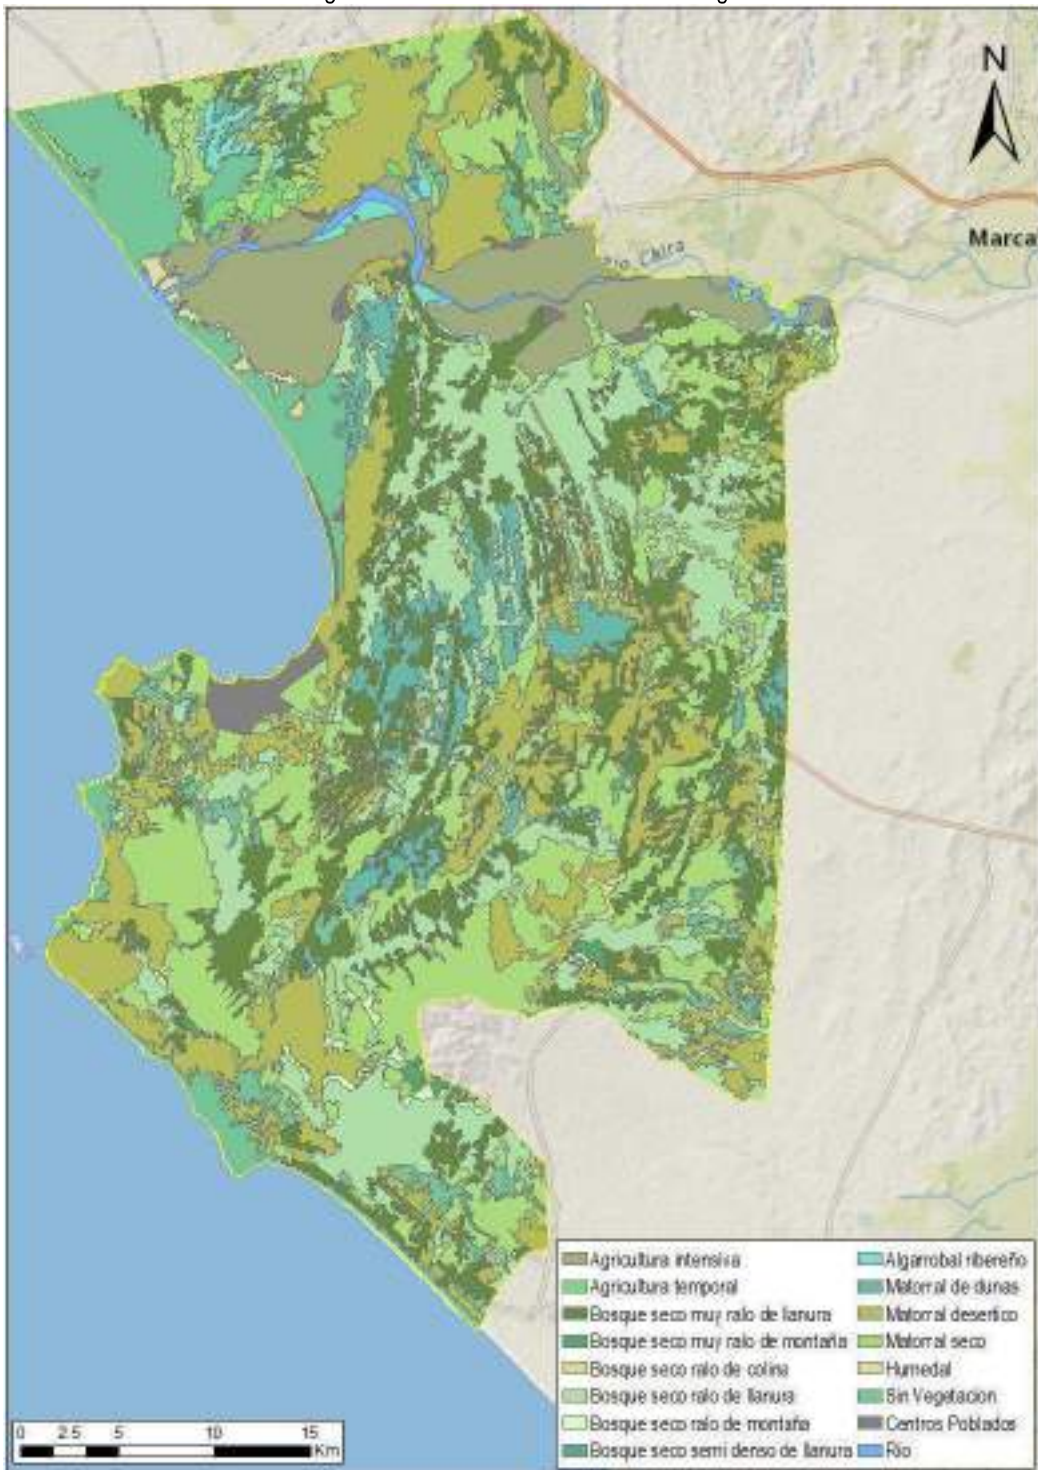 N
Río Chira
Marca
Agricultura intensiva
Agricultura temporal
Bosque seco muy ralo de llanura
Bosque seco muy ralo de montaña
Bosque seco ralo de colina
Bosque seco ralo de llanura
Bosque seco ralo de montaña
Bosque seco semi denso de llanura
Algarrobal ribereño
Matorral de dunas
Matorral desertico
Matorral seco
Humedal
Sin Vegetacion
Centros Poblados
Río
0 2.5 5 10 15
Km